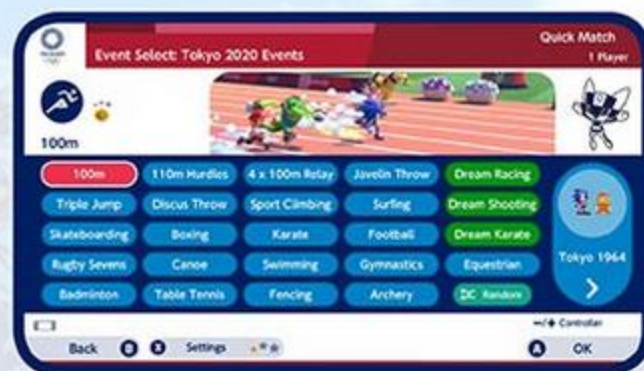 Quick Match
Event Select: Tokyo 2020 Events
1 Player
100m
100m 110m Hurdles 4 x 100m Relay Javelin Throw Dream Racing
Triple Jump Discus Throw Sport Climbing Surfing Dream Shooting
Skateboarding Boxing Karate Football Dream Karate
Rugby Sevens Canoe Swimming Gymnastics Equestrian
Tokyo 1964
Badminton Table Tennis Fencing Archery Random
−/+ Controller
Back B X Settings A OK